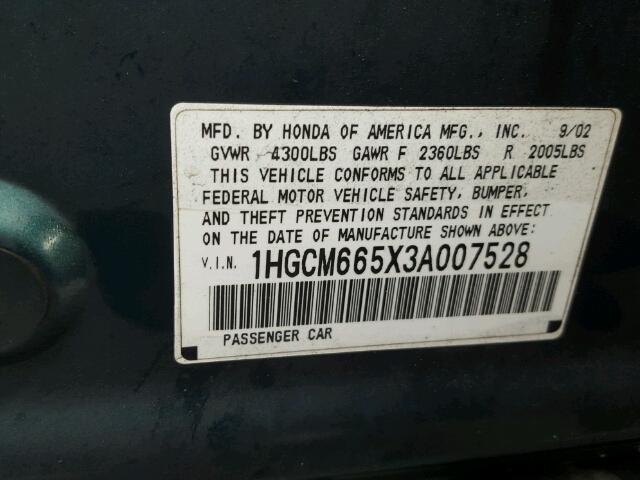 MFD. BY HONDA OF AMERICA MFG., INC. 9/02
GVWR 4300LBS GAWR F 2360LBS R 2005LBS
THIS VEHICLE CONFORMS TO ALL APPLICABLE
FEDERAL MOTOR VEHICLE SAFETY, BUMPER,
AND THEFT PREVENTION STANDARDS IN EFFECT
ON THE DATE OF MANUFACTURE SHOWN ABOVE:
V.I.N. 1HGCM665X3A007528
PASSENGER CAR